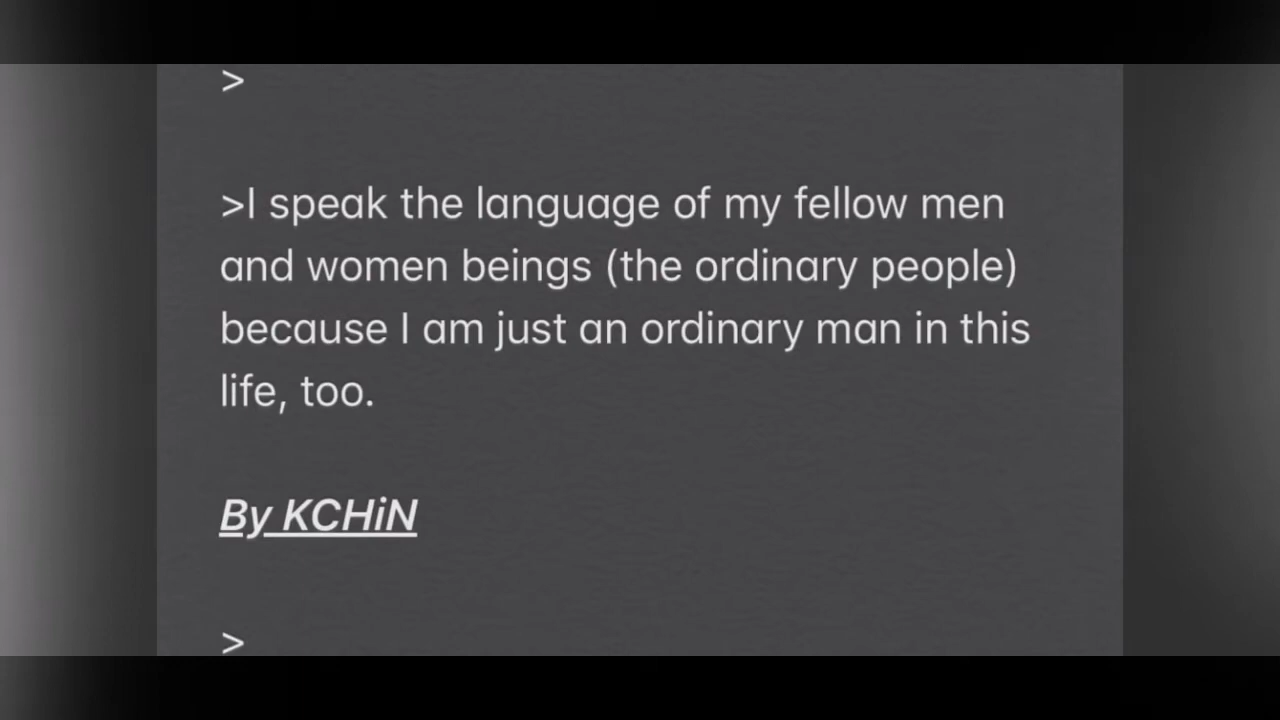 >
>I speak the language of my fellow men
and women beings (the ordinary people)
because I am just an ordinary man in this
life, too.
By KCHiN
>